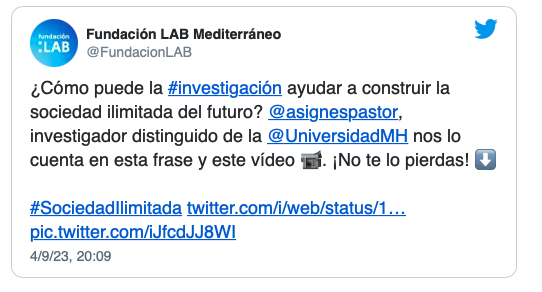 fundación
:LAB
Fundación LAB Mediterráneo
@FundacionLAB
¿Cómo puede la #investigación ayudar a construir la
sociedad ilimitada del futuro? @asignespastor,
investigador distinguido de la @UniversidadMH nos lo
cuenta en esta frase y este vídeo 📹. ¡No te lo pierdas! ⬇️
#SociedadIlimitada twitter.com/i/web/status/1…
pic.twitter.com/iJfcdJJ8WI
4/9/23, 20:09